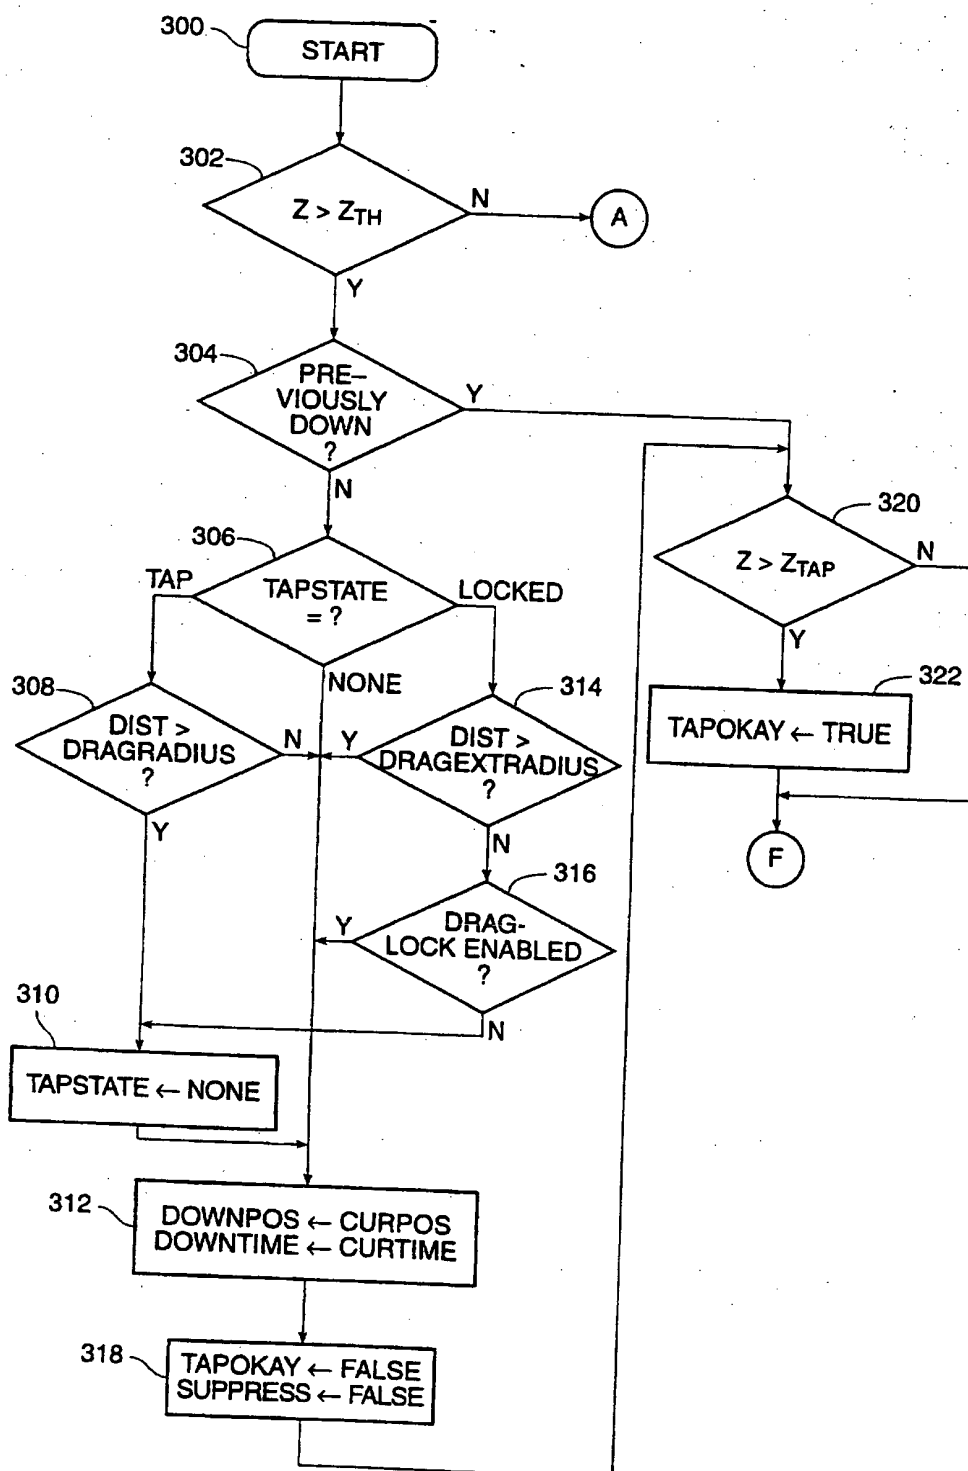 300
START
302
Z > ZTH
N
A
Y
304
PRE–
VIOUSLY
DOWN
?
Y
N
306
TAPSTATE
= ?
TAP
LOCKED
NONE
320
Z > ZTAP
N
Y
322
TAPOKAY ← TRUE
F
308
DIST >
DRAGRADIUS
?
N
Y
314
DIST >
DRAGEXTRADIUS
?
Y
N
316
DRAG-
LOCK ENABLED
?
Y
N
310
TAPSTATE ← NONE
312
DOWNPOS ← CURPOS
DOWNTIME ← CURTIME
318
TAPOKAY ← FALSE
SUPPRESS ← FALSE